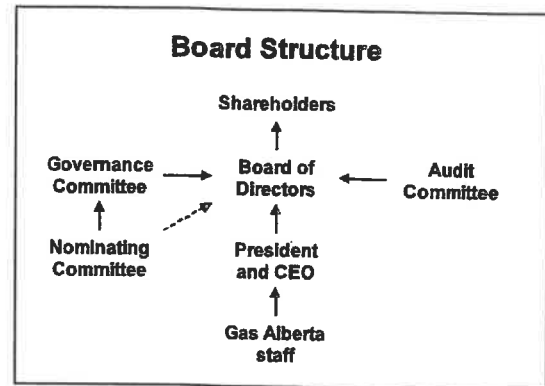 Board Structure
Shareholders
Governance
Committee
Board of
Directors
Audit
Committee
Nominating
Committee
President
and CEO
Gas Alberta
staff